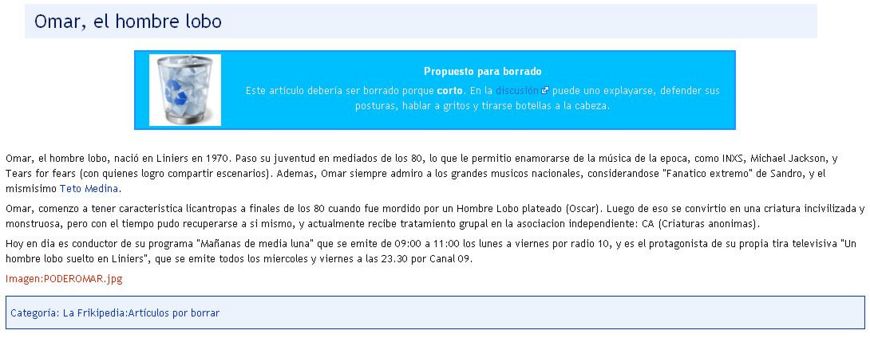 Omar, el hombre lobo
Propuesto para borrado
Este artículo debería ser borrado porque corto. En la discusión puede uno explayarse, defender sus
posturas, hablar a gritos y tirarse botellas a la cabeza.
Omar, el hombre lobo, nació en Liniers en 1970. Paso su juventud en mediados de los 80, lo que le permitio enamorarse de la música de la epoca, como INXS, Michael Jackson, y
Tears for fears (con quienes logro compartir escenarios). Ademas, Omar siempre admiro a los grandes musicos nacionales, considerandose "Fanatico extremo" de Sandro, y el
mismisimo Teto Medina.
Omar, comenzo a tener caracteristica licantropas a finales de los 80 cuando fue mordido por un Hombre Lobo plateado (Oscar). Luego de eso se convirtio en una criatura incivilizada y
monstruosa, pero con el tiempo pudo recuperarse a si mismo, y actualmente recibe tratamiento grupal en la asociacion independiente: CA (Criaturas anonimas).
Hoy en dia es conductor de su programa "Mañanas de media luna" que se emite de 09:00 a 11:00 los lunes a viernes por radio 10, y es el protagonista de su propia tira televisiva "Un
hombre lobo suelto en Liniers", que se emite todos los miercoles y viernes a las 23.30 por Canal 09.
Imagen:PODEROMAR.jpg
Categoría: La Frikipedia:Artículos por borrar